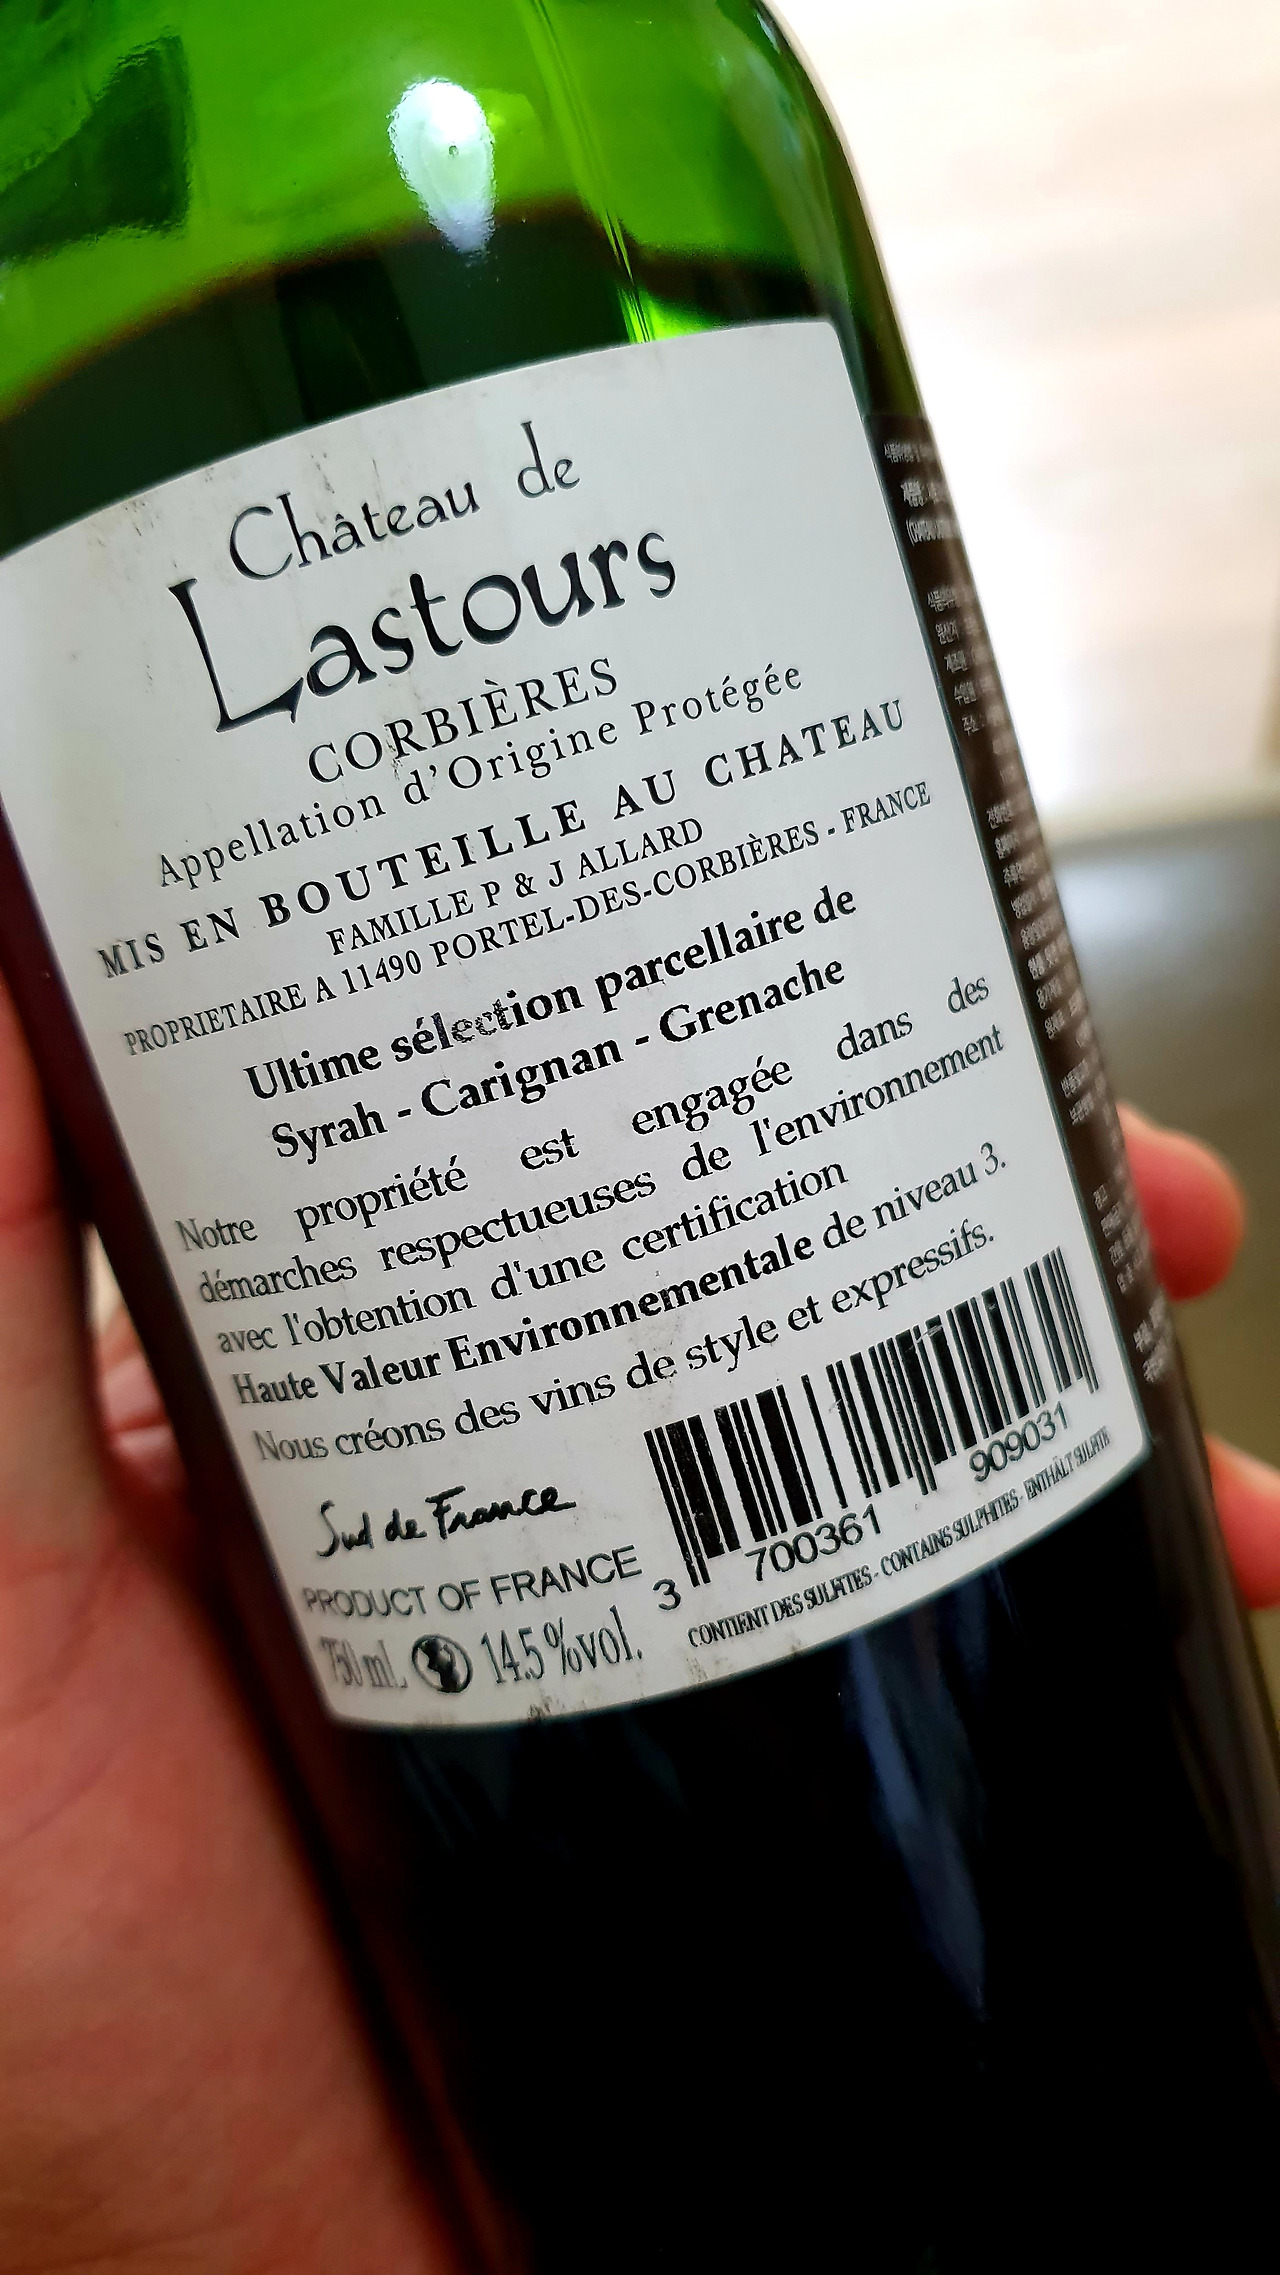 Château de
Lastours
CORBIÈRES
Appellation d'Origine Protégée
MIS EN BOUTEILLE AU CHATEAU
FAMILLE P & J ALLARD
PROPRIETAIRE A 11490 PORTEL-DES-CORBIÈRES - FRANCE
Ultime sélection parcellaire de
Syrah - Carignan - Grenache
Notre propriété est engagée dans des
démarches respectueuses de l'environnement
avec l'obtention d'une certification
Haute Valeur Environnementale de niveau 3.
Nous créons des vins de style et expressifs.
Sud de France
PRODUCT OF FRANCE
750 ml. 14.5 %vol.
3 700361 909031
CONTIENT DES SULFITES - CONTAINS SULPHITES - ENTHÄLT SULFITE